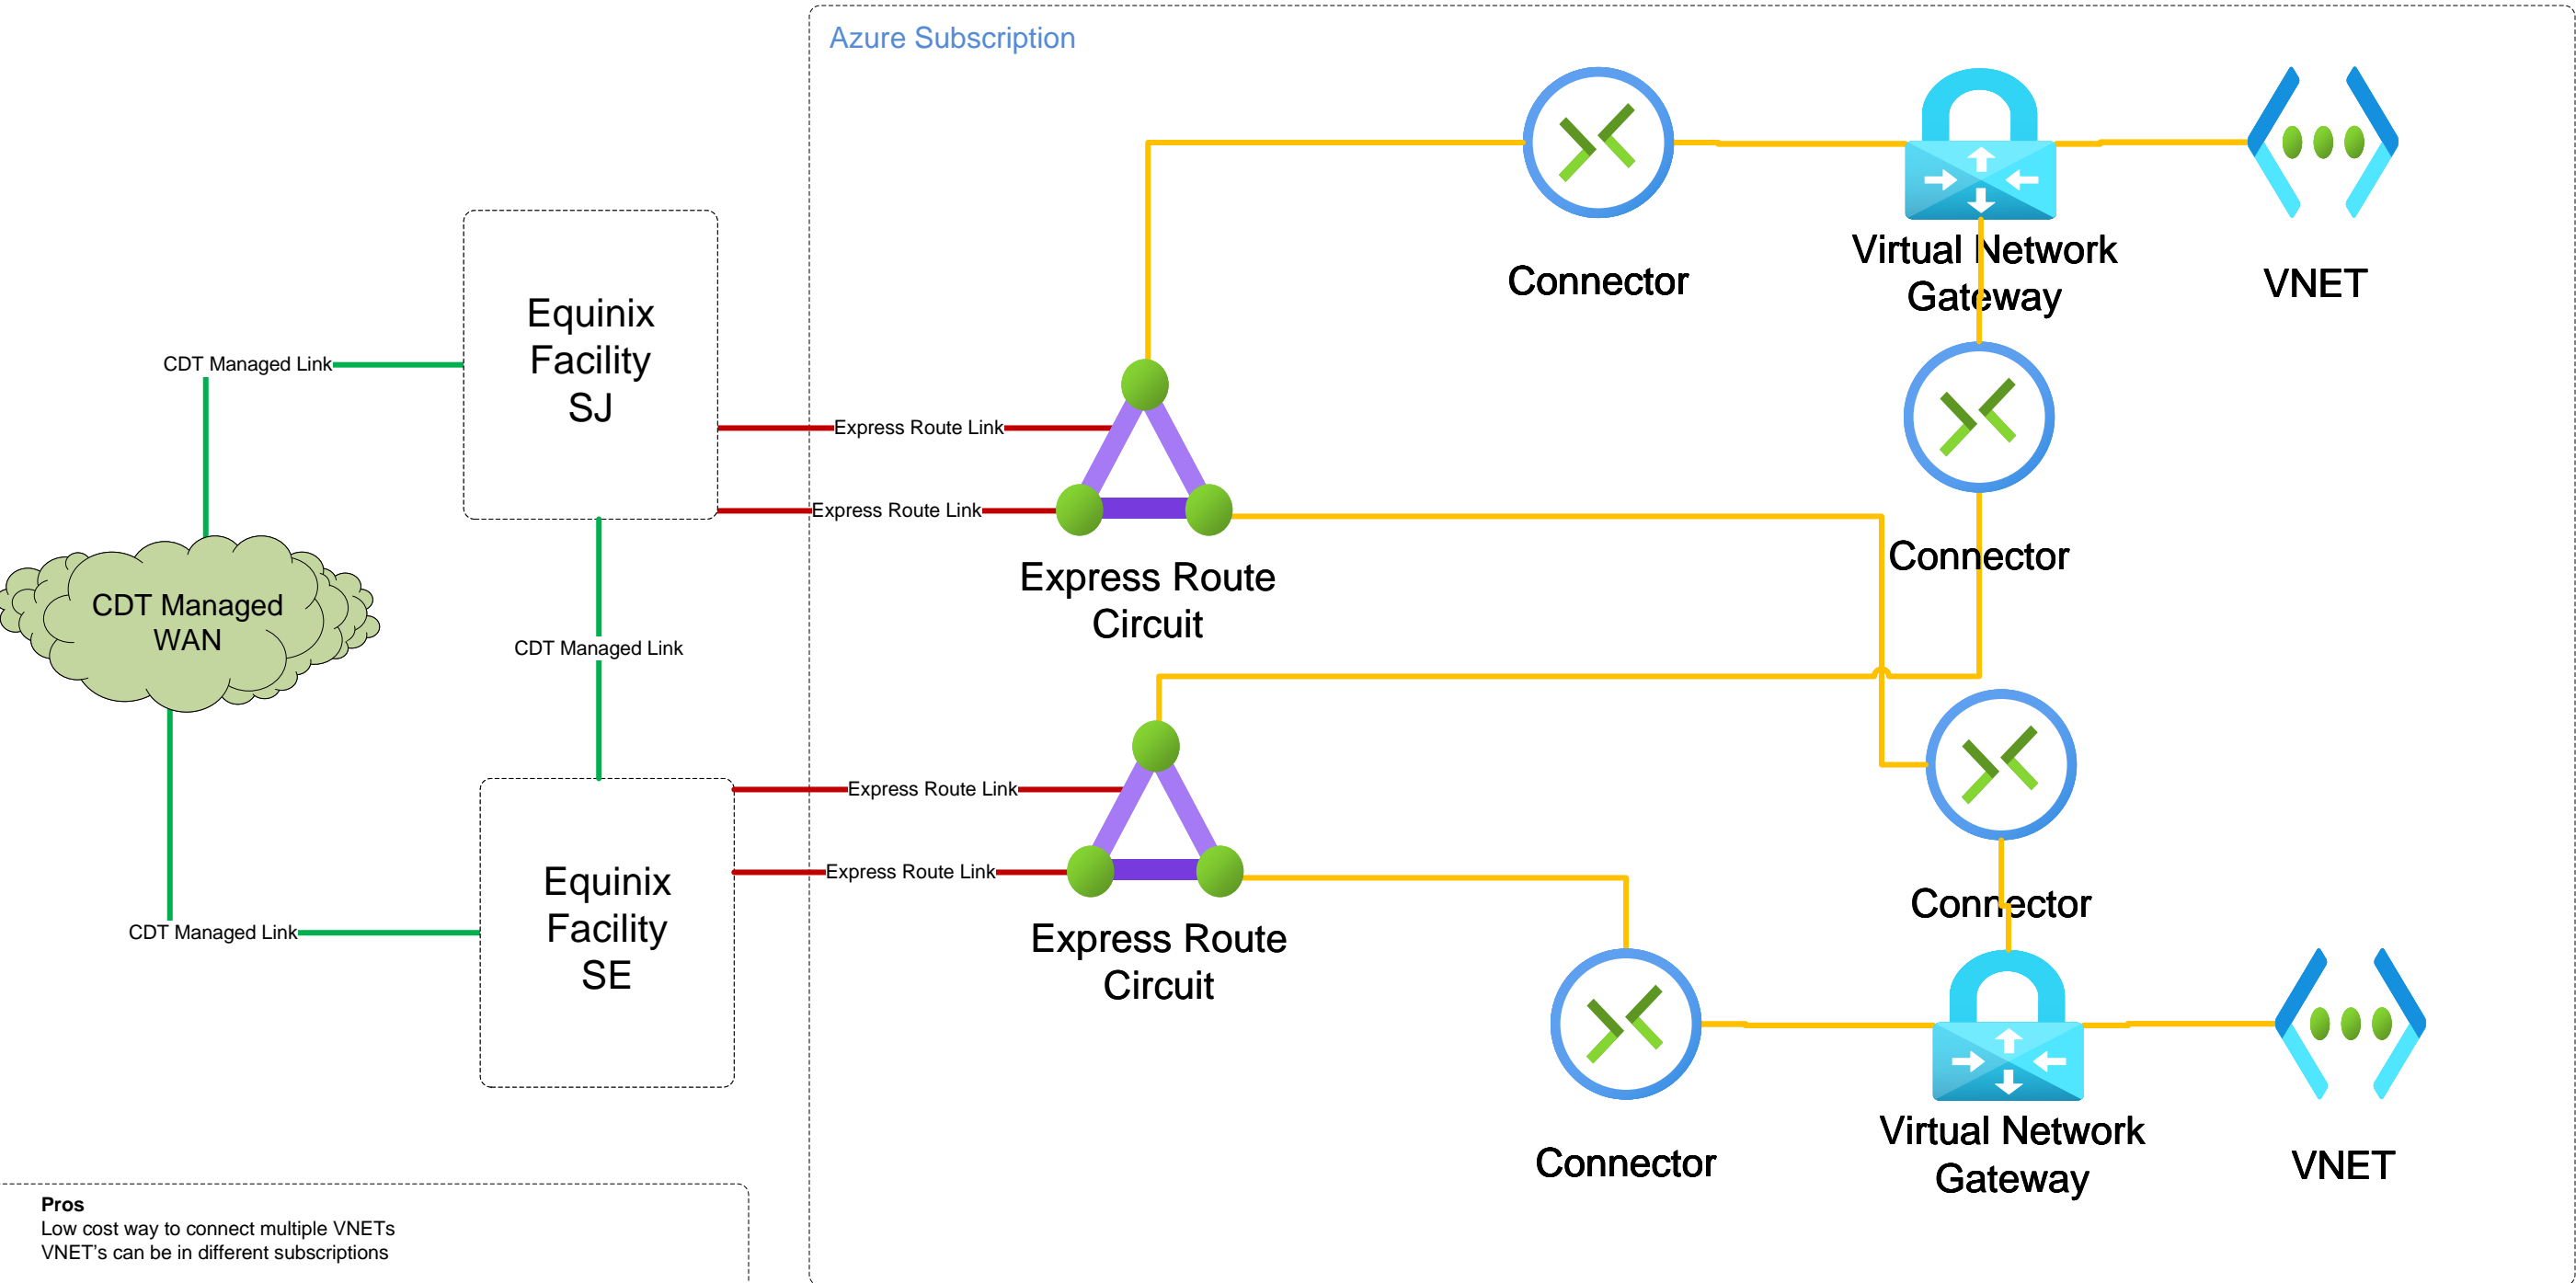 Azure Subscription
Connector
Virtual Network
Gateway
VNET
Equinix
Facility
SJ
CDT Managed Link
Express Route Link
Express Route Link
Express Route
Circuit
Connector
CDT Managed
WAN
CDT Managed Link
Express Route Link
Express Route Link
Equinix
Facility
SE
CDT Managed Link
Express Route
Circuit
Connector
Connector
Virtual Network
Gateway
VNET
Pros
Low cost way to connect multiple VNETs
VNET's can be in different subscriptions